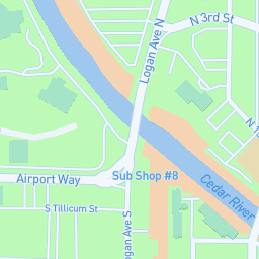 N 3rd St
Logan Ave N
Sub Shop #8
Airport Way
Cedar River
S Tillicum St
Logan Ave S